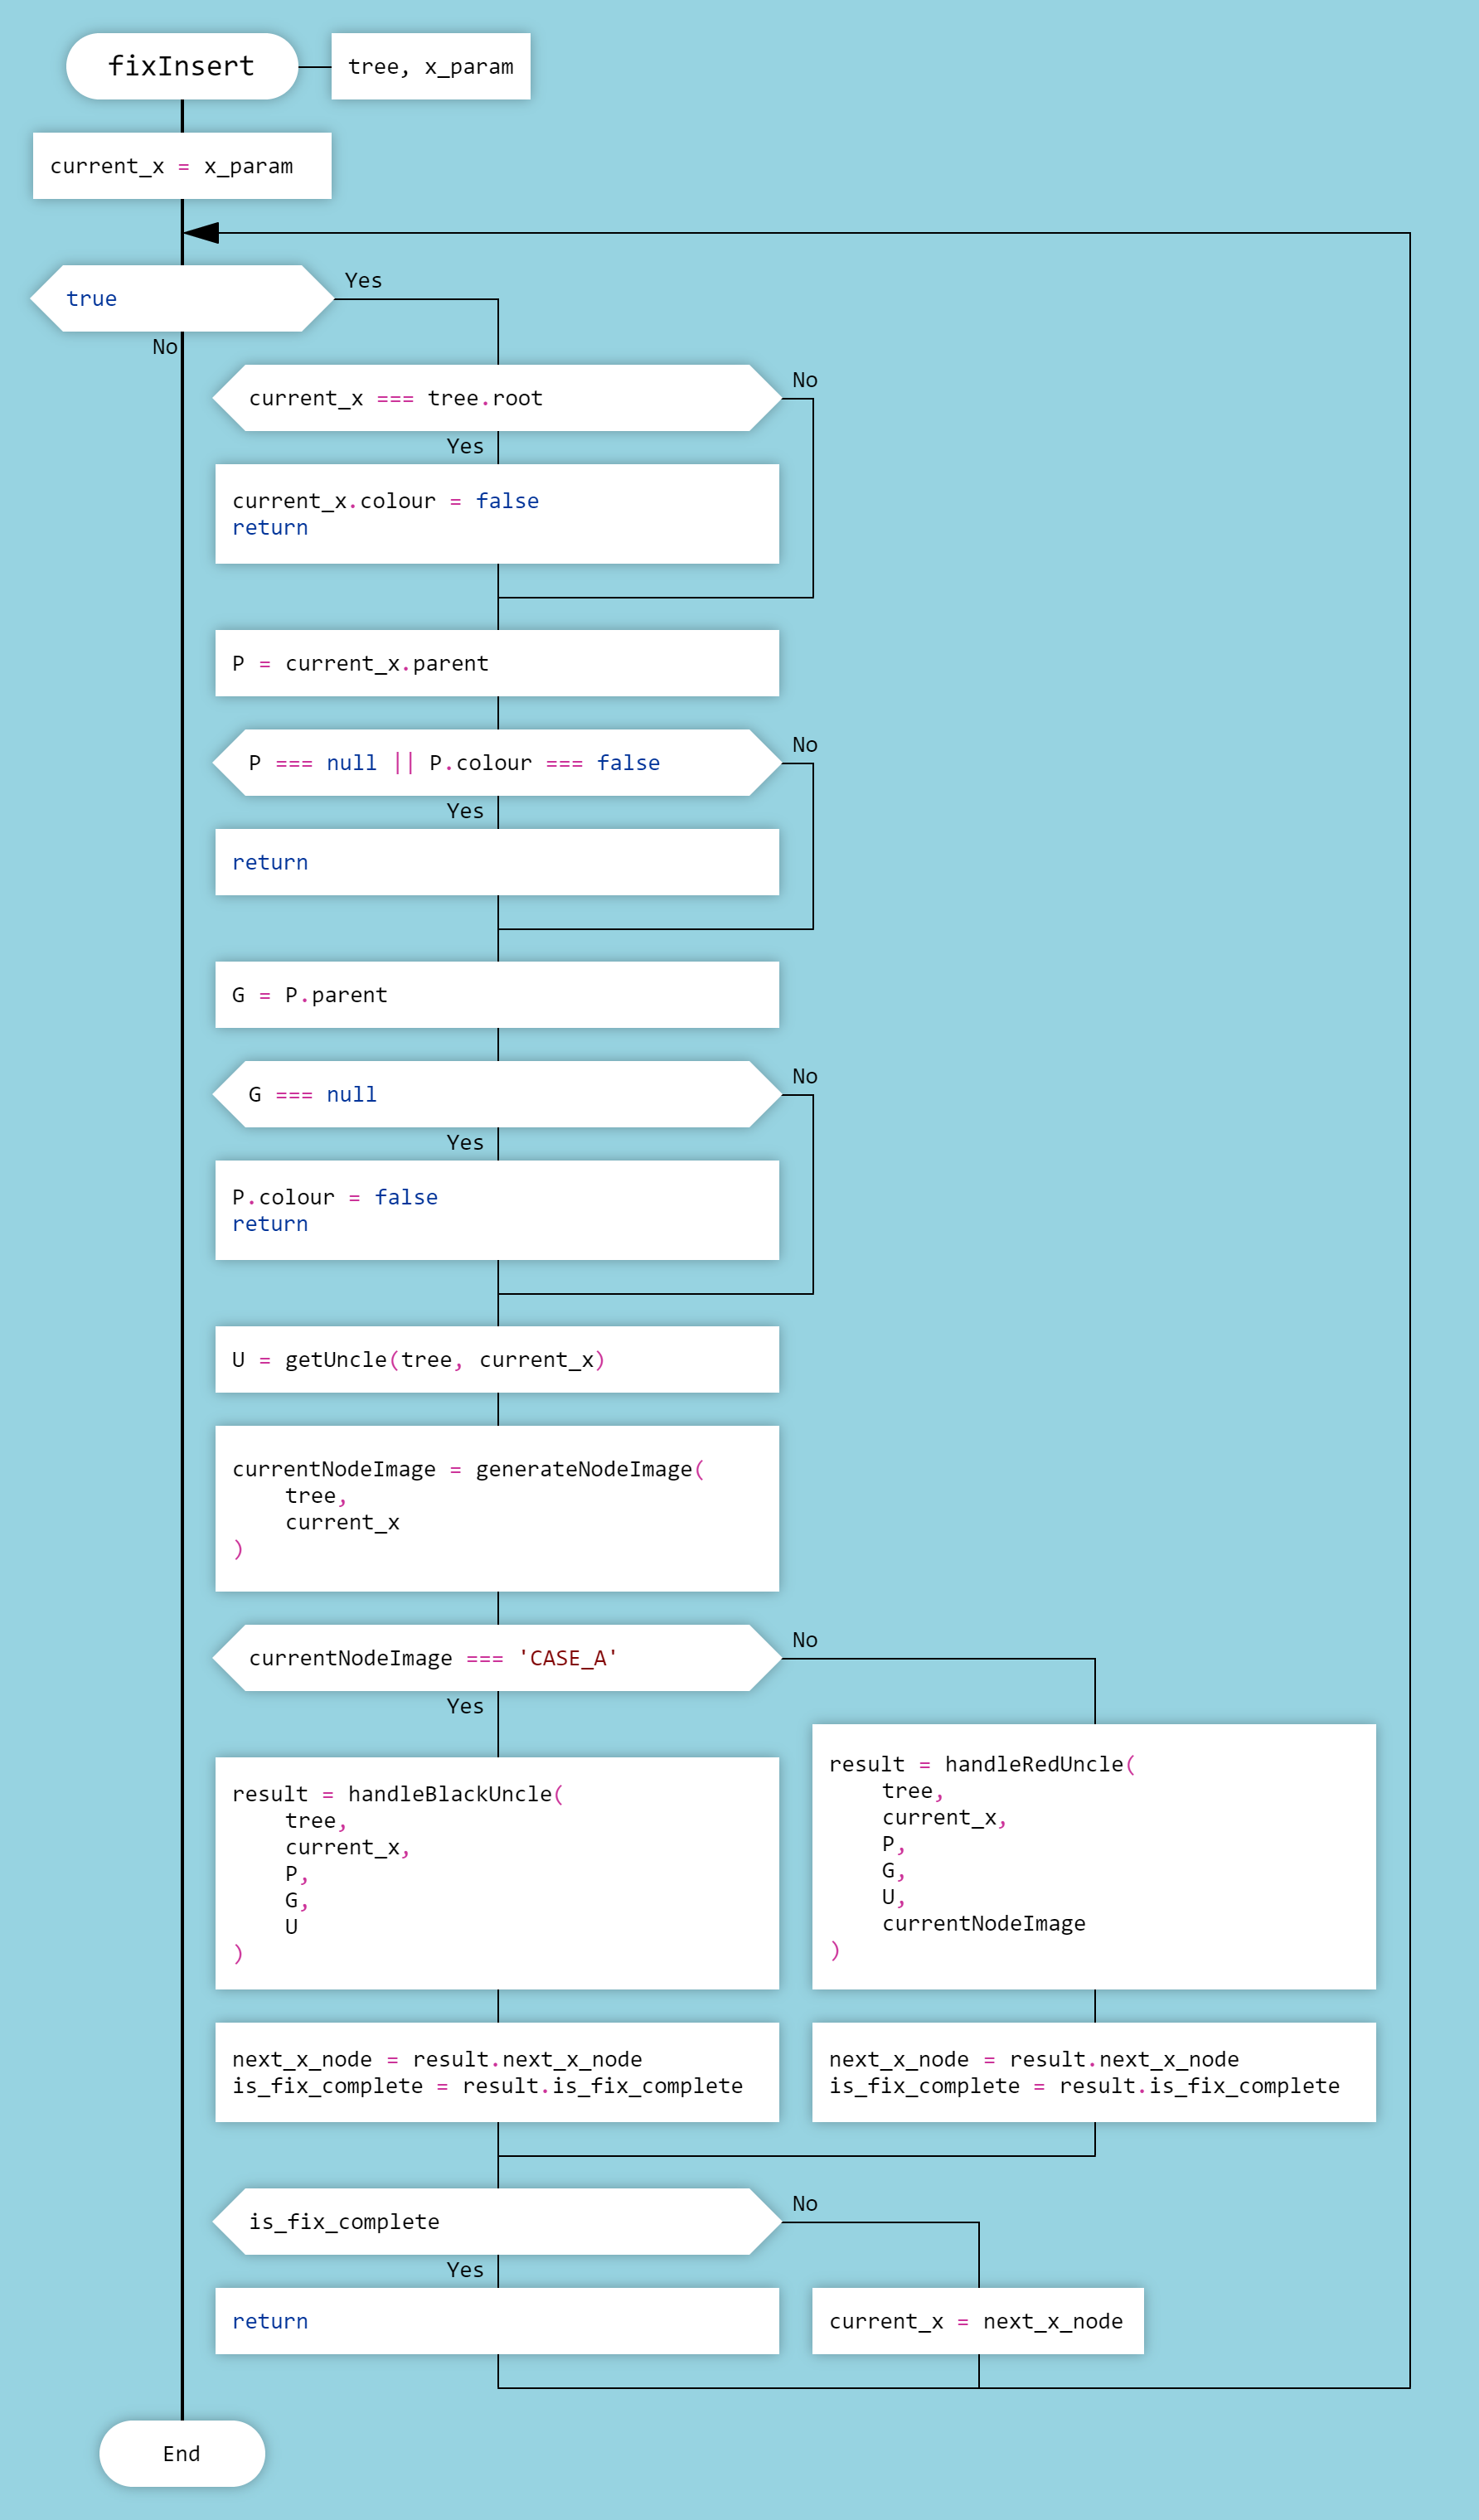 fixInsert
tree, x_param
current_x = x_param
true
Yes
No
current_x === tree.root
No
Yes
current_x.colour = false
return
P = current_x.parent
P === null || P.colour === false
No
Yes
return
G = P.parent
G === null
No
Yes
P.colour = false
return
U = getUncle(tree, current_x)
currentNodeImage = generateNodeImage(
    tree,
    current_x
)
currentNodeImage === 'CASE_A'
No
Yes
result = handleBlackUncle(
    tree,
    current_x,
    P,
    G,
    U
)
result = handleRedUncle(
    tree,
    current_x,
    P,
    G,
    U,
    currentNodeImage
)
next_x_node = result.next_x_node
is_fix_complete = result.is_fix_complete
next_x_node = result.next_x_node
is_fix_complete = result.is_fix_complete
is_fix_complete
No
Yes
return
current_x = next_x_node
End